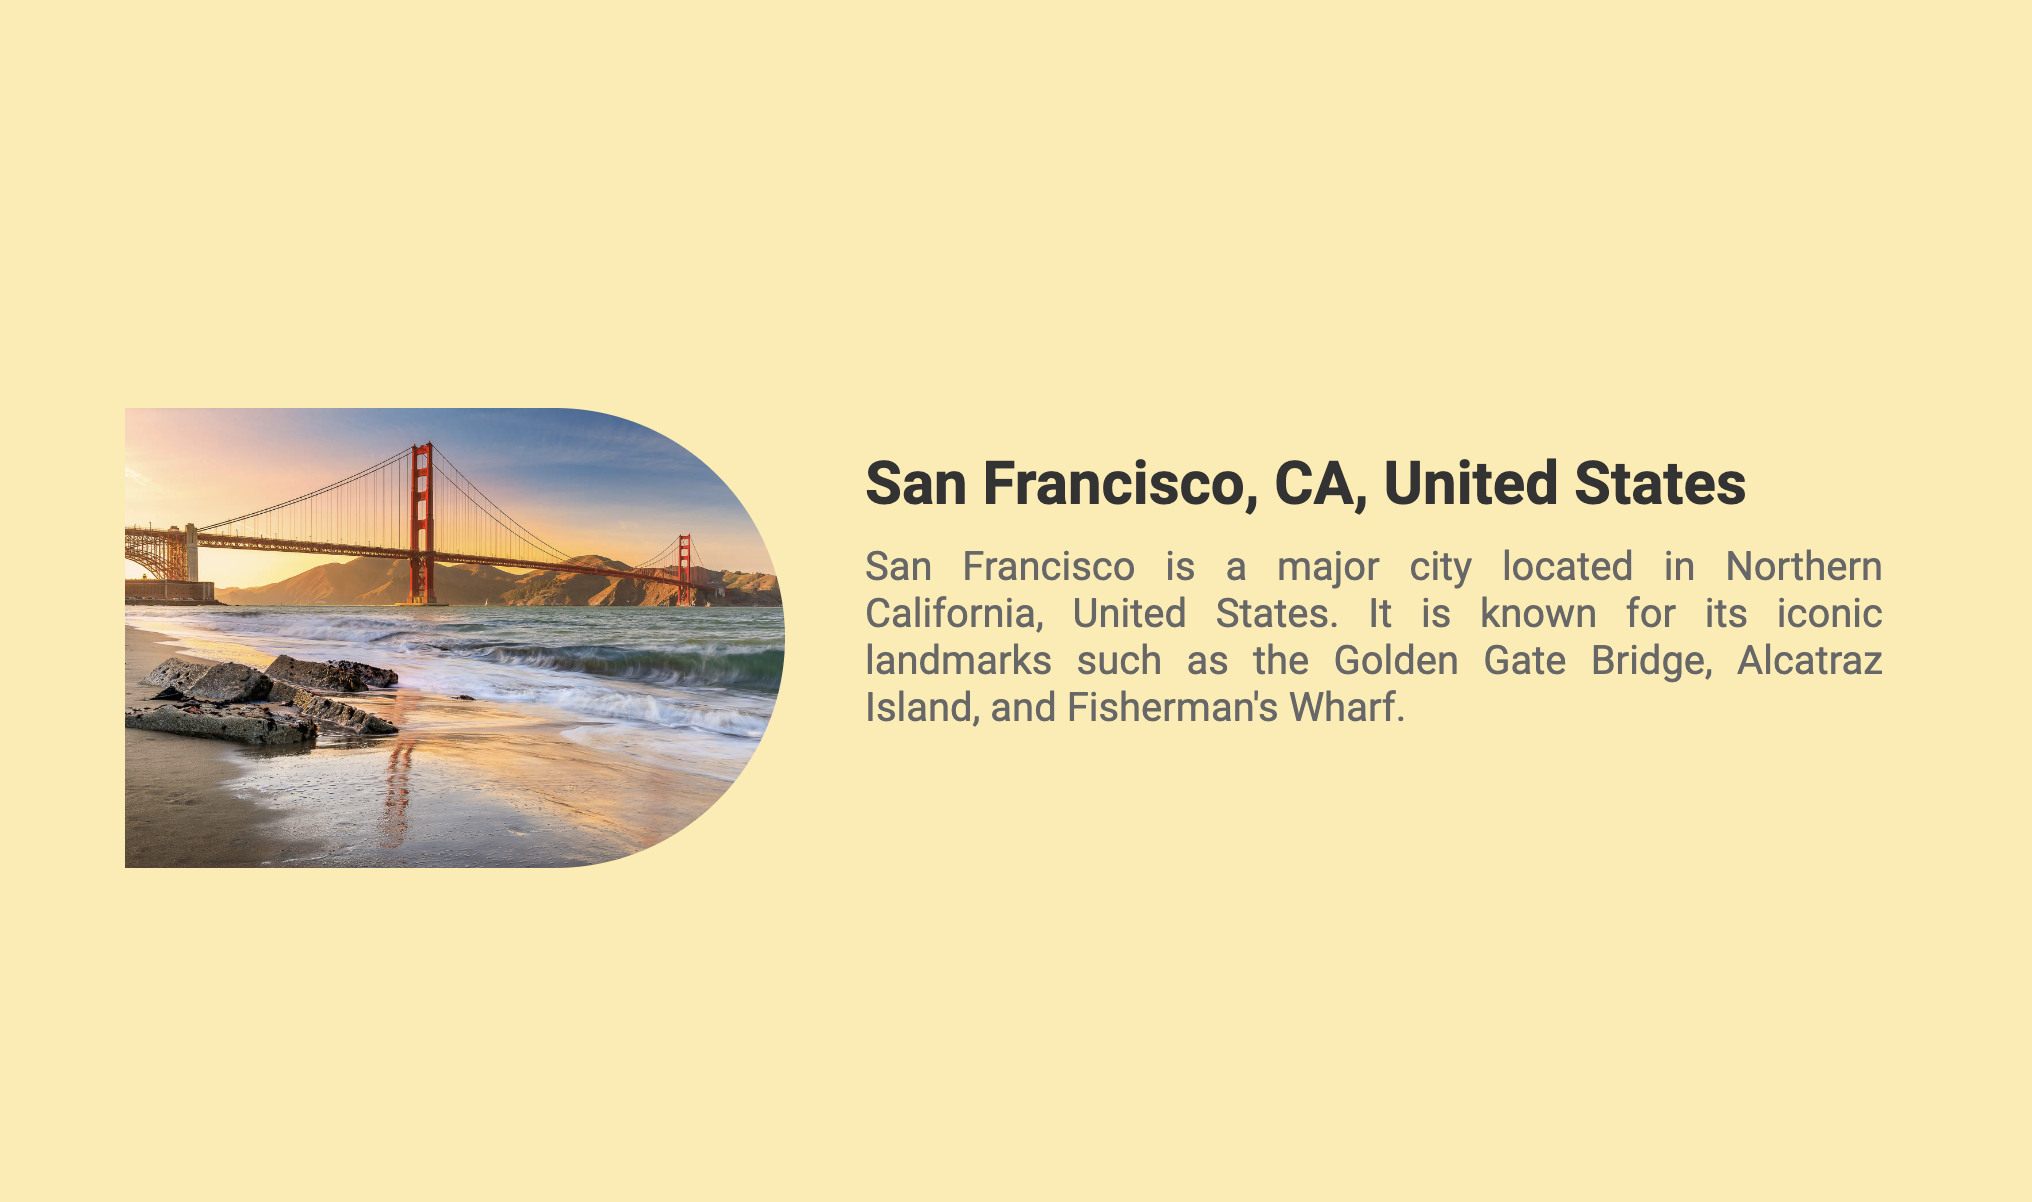 San Francisco, CA, United States
San Francisco is a major city located in Northern
California, United States. It is known for its iconic
landmarks such as the Golden Gate Bridge, Alcatraz
Island, and Fisherman's Wharf.